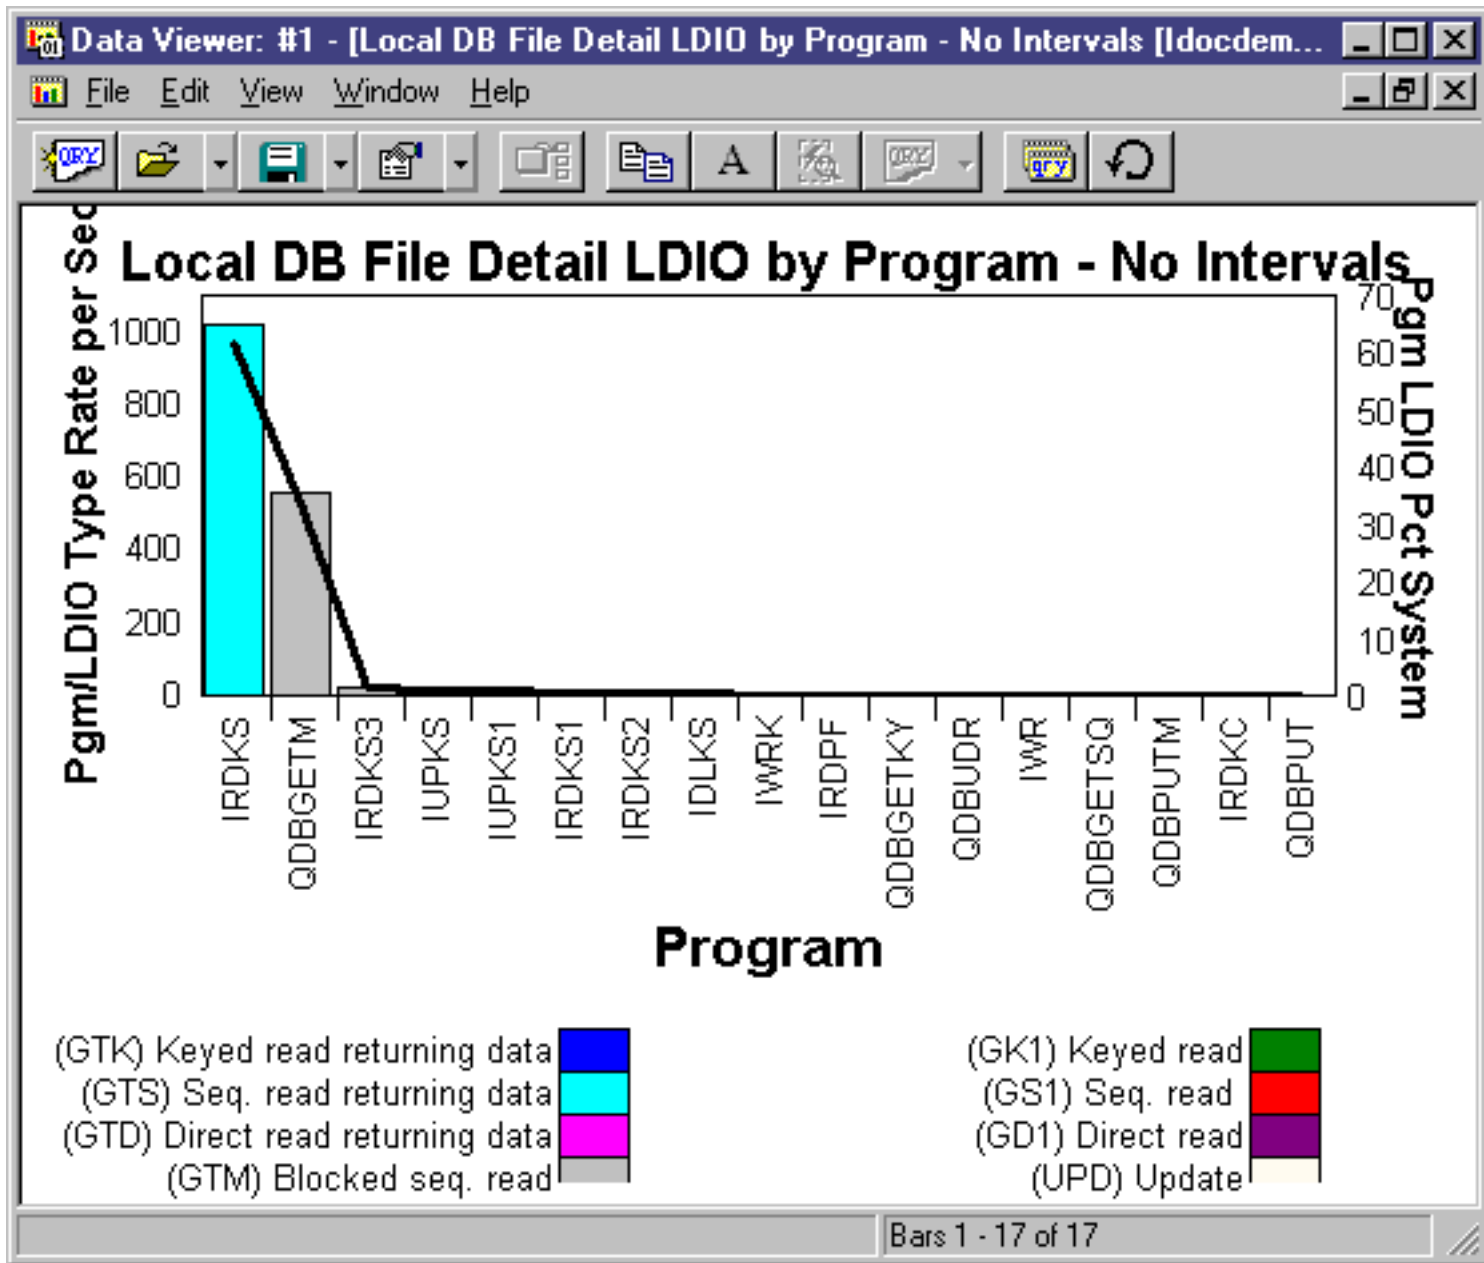 Data Viewer: #1 - [Local DB File Detail LDIO by Program - No Intervals [Idocdem...
File Edit View Window Help
QRY A QRY qry
Local DB File Detail LDIO by Program - No Intervals
Pgm/LDIO Type Rate per Sec
1000
800
600
400
200
0
70
60
50
40
30
20
10
0
Pgm LDIO Pct System
IRDKS
QDBGETM
IRDKS3
IUPKS
IUPKS1
IRDKS1
IRDKS2
IDLKS
IWRK
IRDPF
QDBGETKY
QDBUDR
IWR
QDBGETSQ
QDBPUTM
IRDKC
QDBPUT
Program
(GTK) Keyed read returning data
(GTS) Seq. read returning data
(GTD) Direct read returning data
(GTM) Blocked seq. read
(GK1) Keyed read
(GS1) Seq. read
(GD1) Direct read
(UPD) Update
Bars 1 - 17 of 17